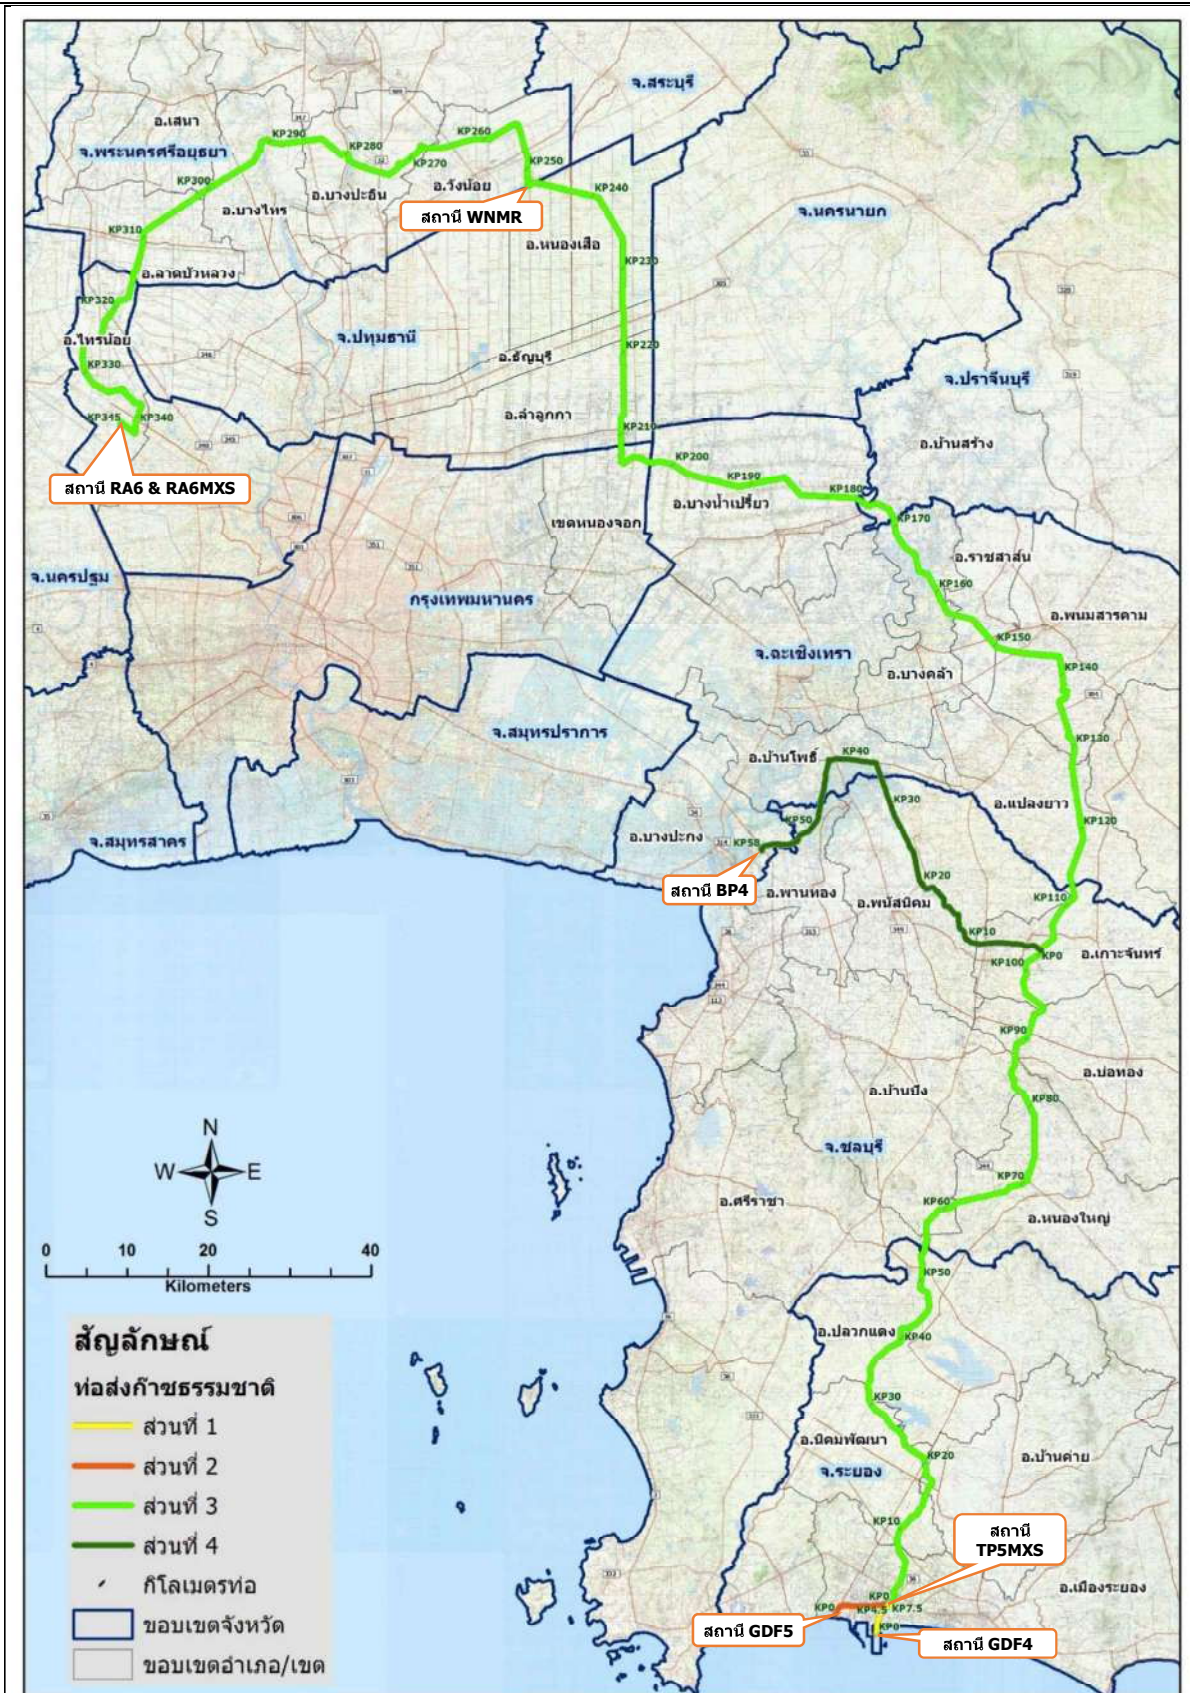 จ.สระบุรี
อ.เสนา
จ.พระนครศรีอยุธยา
KP290
KP260
KP280
KP270
KP250
อ.วังน้อย
KP300
อ.บางปะอิน
KP240
อ.บางไทร
สถานี WNMR
จ.นครนายก
KP310
อ.หนองเสือ
KP230
อ.ลาดบัวหลวง
KP320
อ.ไทรน้อย
จ.ปทุมธานี
KP220
อ.ธัญบุรี
KP330
จ.ปราจีนบุรี
KP345
KP340
อ.ลำลูกกา
KP210
อ.บ้านสร้าง
KP200
KP190
KP180
สถานี RA6 & RA6MXS
อ.บางน้ำเปรี้ยว
เขตหนองจอก
KP170
อ.ราชสาส์น
จ.นครปฐม
กรุงเทพมหานคร
KP160
อ.พนมสารคาม
KP150
จ.ฉะเชิงเทรา
อ.บางคล้า
KP140
จ.สมุทรปราการ
KP130
อ.บ้านโพธิ์
KP40
KP30
อ.แปลงยาว
KP50
KP120
จ.สมุทรสาคร
อ.บางปะกง
KP58
สถานี BP4
อ.พานทอง
KP20
อ.พนัสนิคม
KP110
KP10
KP100
KP0
อ.เกาะจันทร์
KP90
อ.บ่อทอง
อ.บ้านบึง
KP80
จ.ชลบุรี
KP70
อ.ศรีราชา
KP60
อ.หนองใหญ่
N
W
E
S
0
10
20
40
Kilometers
KP50
อ.ปลวกแดง
KP40
KP30
อ.นิคมพัฒนา
KP20
อ.บ้านค่าย
จ.ระยอง
KP10
สถานี
TP5MXS
อ.เมืองระยอง
KP0
KP0
KP4.5
KP7.5
KP0
สถานี GDF5
สถานี GDF4
สัญลักษณ์
ท่อส่งก๊าซธรรมชาติ
ส่วนที่ 1
ส่วนที่ 2
ส่วนที่ 3
ส่วนที่ 4
กิโลเมตรท่อ
ขอบเขตจังหวัด
ขอบเขตอำเภอ/เขต